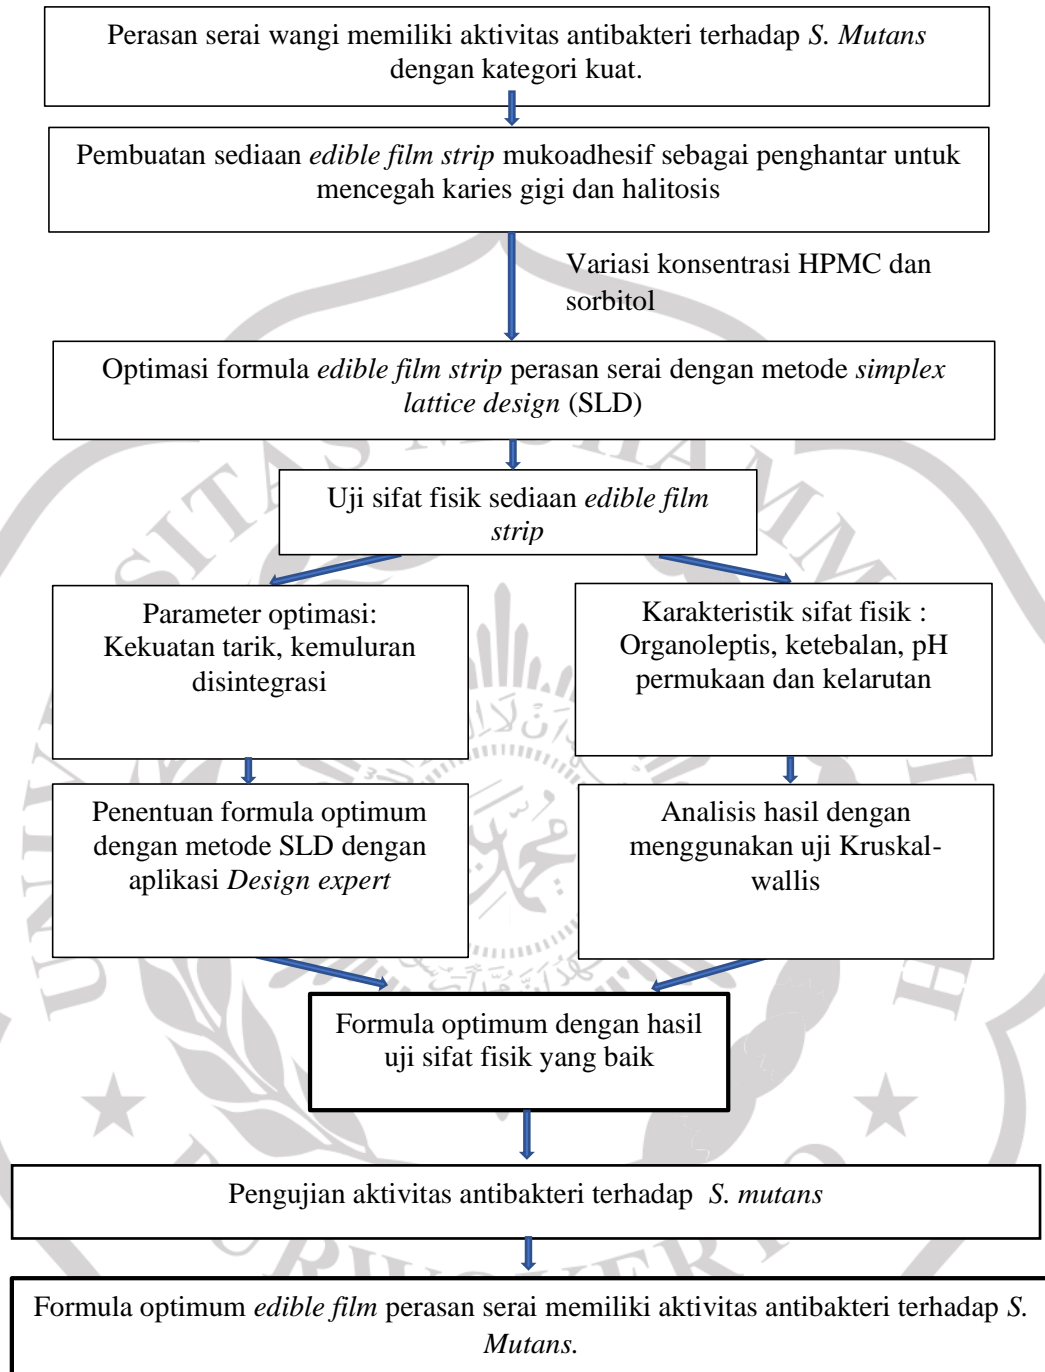 Perasan serai wangi memiliki aktivitas antibakteri terhadap S. Mutans
dengan kategori kuat.
Pembuatan sediaan edible film strip mukoadhesif sebagai penghantar untuk
mencegah karies gigi dan halitosis
Variasi konsentrasi HPMC dan
sorbitol
Optimasi formula edible film strip perasan serai dengan metode simplex
lattice design (SLD)
Uji sifat fisik sediaan edible film
strip
Parameter optimasi:
Kekuatan tarik, kemuluran
disintegrasi
Karakteristik sifat fisik :
Organoleptis, ketebalan, pH
permukaan dan kelarutan
Penentuan formula optimum
dengan metode SLD dengan
aplikasi Design expert
Analisis hasil dengan
menggunakan uji Kruskal-
wallis
Formula optimum dengan hasil
uji sifat fisik yang baik
Pengujian aktivitas antibakteri terhadap  S. mutans
Formula optimum edible film perasan serai memiliki aktivitas antibakteri terhadap S.
Mutans.